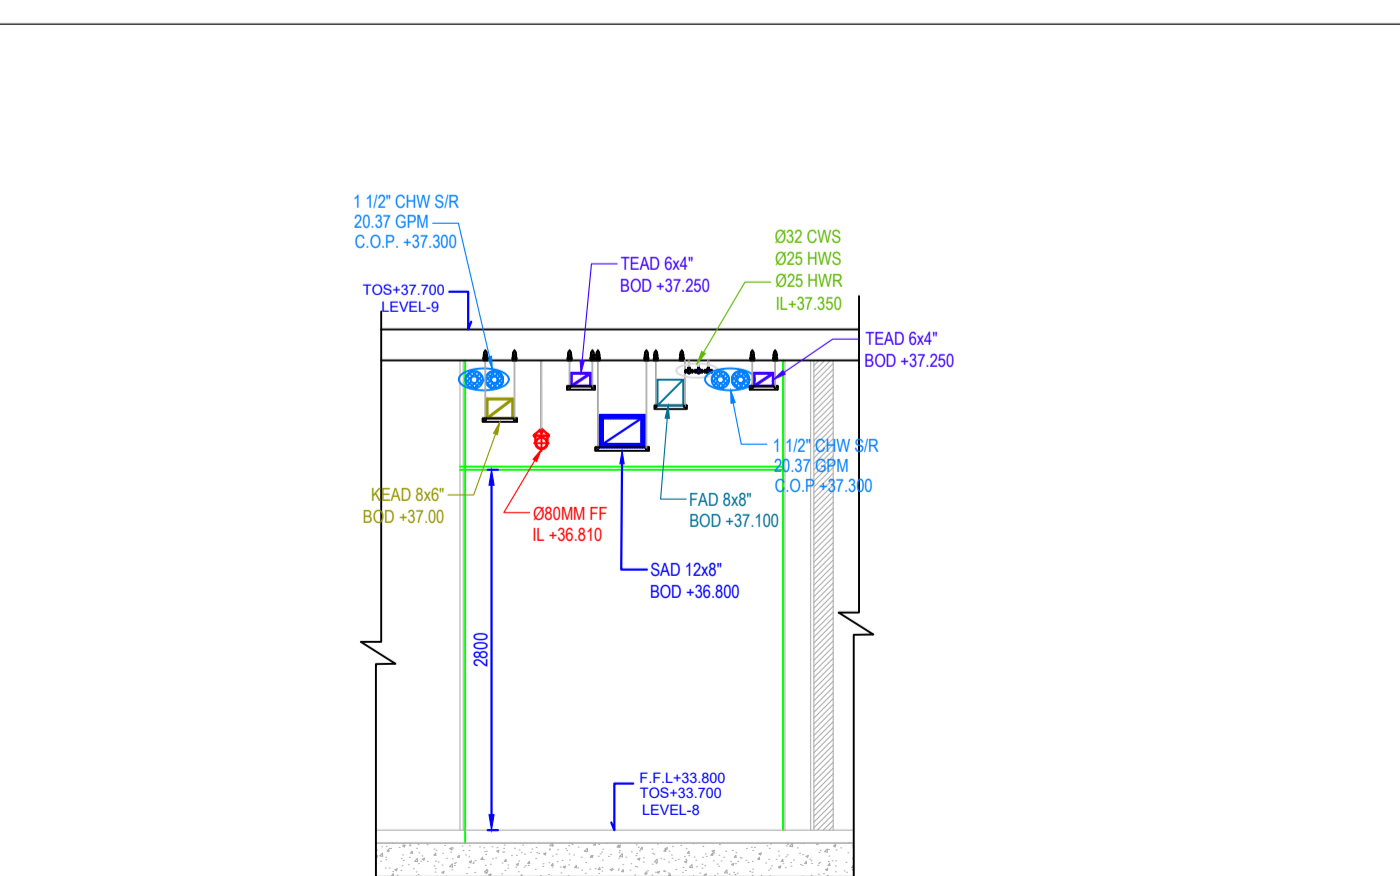 1 1/2" CHW S/R
20.37 GPM
C.O.P. +37.300
Ø32 CWS
Ø25 HWS
Ø25 HWR
IL+37.350
TEAD 6x4"
BOD +37.250
TOS+37.700
LEVEL-9
TEAD 6x4"
BOD +37.250
1 1/2" CHW S/R
20.37 GPM
C.O.P +37.300
KEAD 8x6"
BOD +37.00
Ø80MM FF
IL +36.810
FAD 8x8"
BOD +37.100
SAD 12x8"
BOD +36.800
2800
F.F.L+33.800
TOS+33.700
LEVEL-8